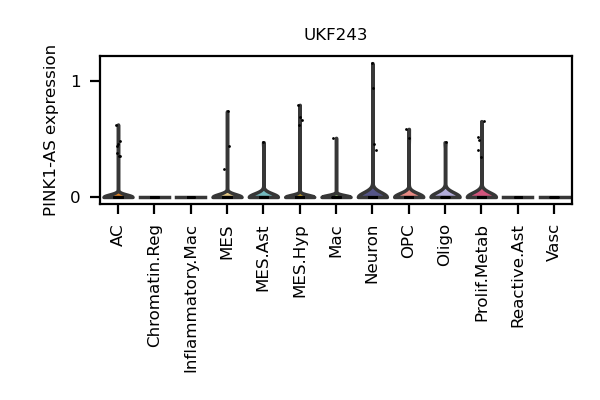 UKF243
PINK1-AS expression
1
0
AC
Chromatin.Reg
Inflammatory.Mac
MES
MES.Ast
MES.Hyp
Mac
Neuron
OPC
Oligo
Prolif.Metab
Reactive.Ast
Vasc